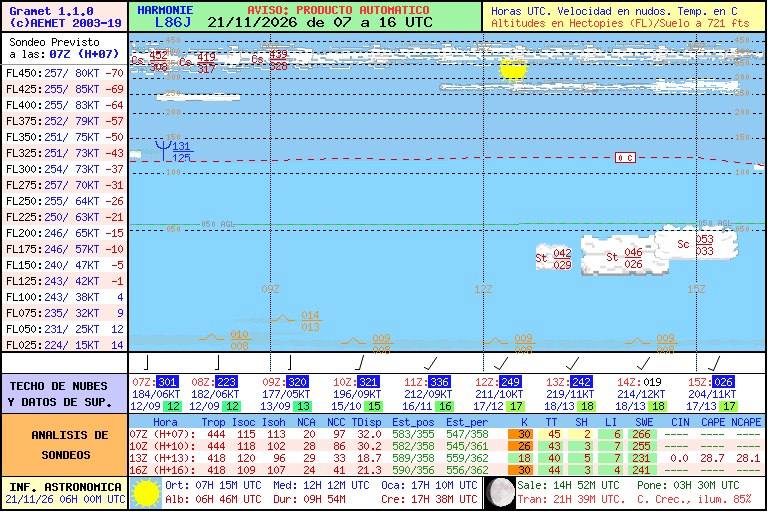 Gramet 1.1.0
(c)AEMET 2003-19
HARMONIE
L86J
AVISO: PRODUCTO AUTOMATICO
21/11/2026 de 07 a 16 UTC
Horas UTC. Velocidad en nudos. Temp. en C
Altitudes en Hectopies (FL)/Suelo a 721 fts
Sondeo Previsto
a las: 07Z (H+07)
FL450: 257/ 80KT -70
FL425: 255/ 85KT -69
FL400: 255/ 83KT -64
FL375: 252/ 79KT -57
FL350: 251/ 75KT -50
FL325: 251/ 73KT -43
FL300: 254/ 73KT -37
FL275: 257/ 70KT -31
FL250: 255/ 64KT -26
FL225: 250/ 63KT -21
FL200: 246/ 65KT -15
FL175: 246/ 57KT -10
FL150: 240/ 47KT -5
FL125: 243/ 42KT -1
FL100: 243/ 38KT 4
FL075: 235/ 32KT 9
FL050: 231/ 25KT 12
FL025: 224/ 15KT 14
Cs 452
308
Cs 419
317
Cs 439
328
131
125
0 C
050 AGL
050 AGL
St 042
029
St 046
026
Sc 053
033
09Z
12Z
15Z
010
008
014
013
009
008
009
008
009
008
TECHO DE NUBES
Y DATOS DE SUP.
07Z:301 08Z:223 09Z:320 10Z:321 11Z:336 12Z:249 13Z:242 14Z:019 15Z:026
184/06KT 182/06KT 177/05KT 196/09KT 212/09KT 211/10KT 219/11KT 212/11KT 204/11KT
12/09 12 12/09 12 13/09 13 15/10 15 16/11 16 17/12 17 18/13 18 18/13 18 17/13 17
ANALISIS DE
SONDEOS
Hora: Trop Isoc Isoh NCA NCC TDisp Est_pos Est_per K TT SH LI SWE CIN CAPE NCAPE
07Z (H+07): 444 115 113 20 97 32.0 583/355 547/358 30 45 2 6 266 ---- ---- ----
10Z (H+10): 444 118 102 28 86 30.2 582/358 545/361 26 43 3 7 255 ---- ---- ----
13Z (H+13): 418 120 96 29 33 18.7 589/358 559/363 18 40 3 7 231 0.0 28.7 28.1
16Z (H+16): 418 109 107 24 41 21.3 590/356 556/362 30 44 3 4 241 ---- ---- ----
INF. ASTRONOMICA
21/11/26 06H 00M UTC
Ort: 07H 15M UTC Med: 12H 12M UTC Oca: 17H 10M UTC
Alb: 06H 46M UTC Dur: 09H 54M Cre: 17H 38M UTC
Sale: 14H 52M UTC Pone: 03H 30M UTC
Tran: 21H 39M UTC. C. Crec., ilum. 85%